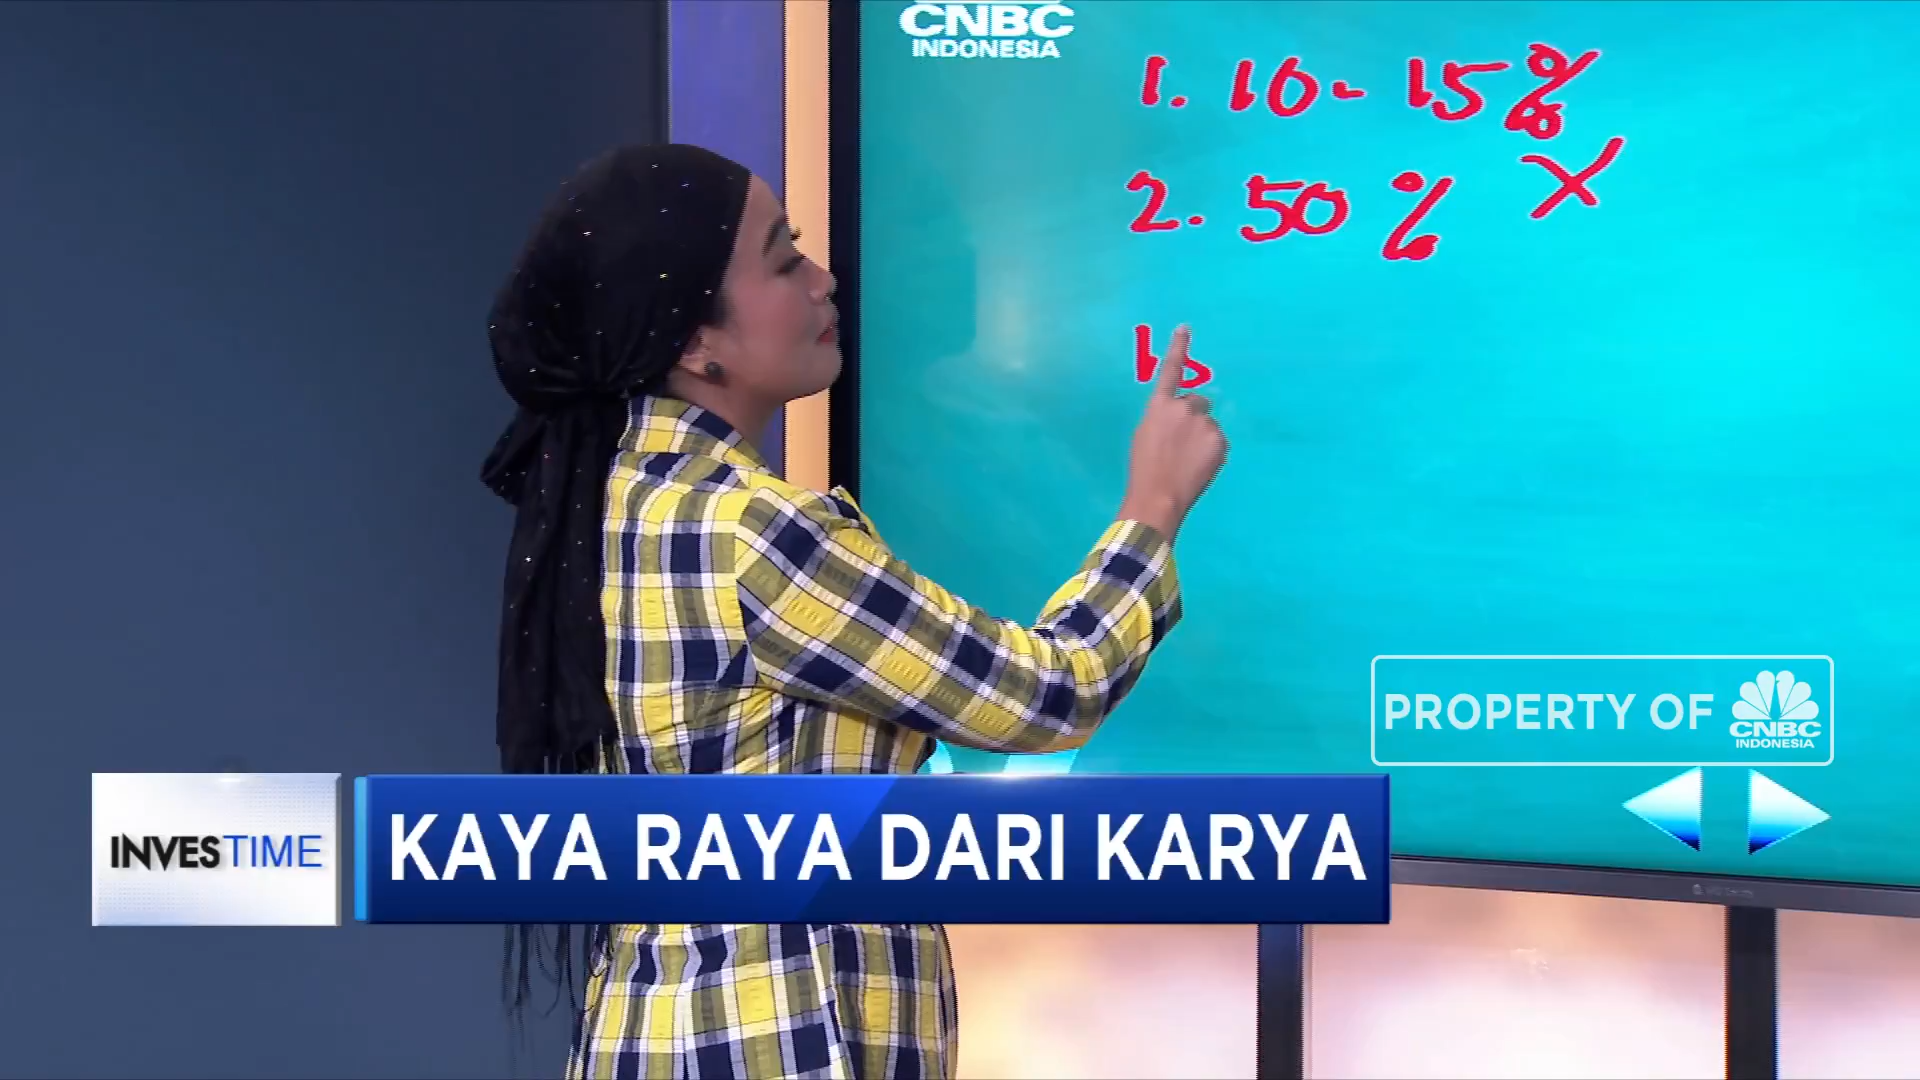 CNBC
INDONESIA
1. 10 - 15%
2. 50 % X
PROPERTY OF CNBC INDONESIA
INVESTIME
KAYA RAYA DARI KARYA